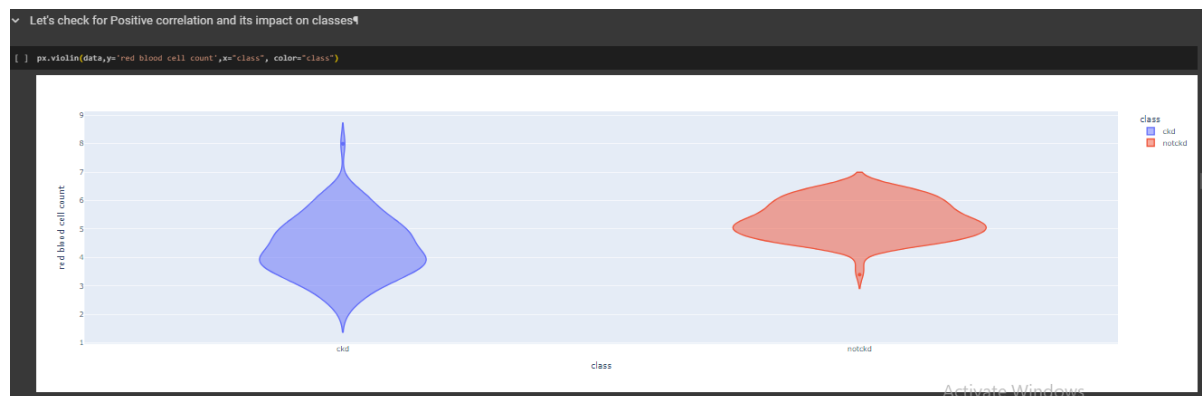 Let's check for Positive correlation and its impact on classes¶
[ ] px.violin(data,y='red blood cell count',x="class", color="class")
9
8
7
6
5
4
3
2
1
red blood cell count
ckd
notckd
class
class
ckd
notckd
Activate Windows